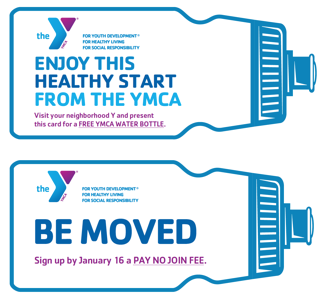 the
YMCA
FOR YOUTH DEVELOPMENT®
FOR HEALTHY LIVING
FOR SOCIAL RESPONSIBILITY
ENJOY THIS
HEALTHY START
FROM THE YMCA
Visit your neighborhood Y and present
this card for a FREE YMCA WATER BOTTLE.
the
YMCA
FOR YOUTH DEVELOPMENT®
FOR HEALTHY LIVING
FOR SOCIAL RESPONSIBILITY
BE MOVED
Sign up by January 16 a PAY NO JOIN FEE.